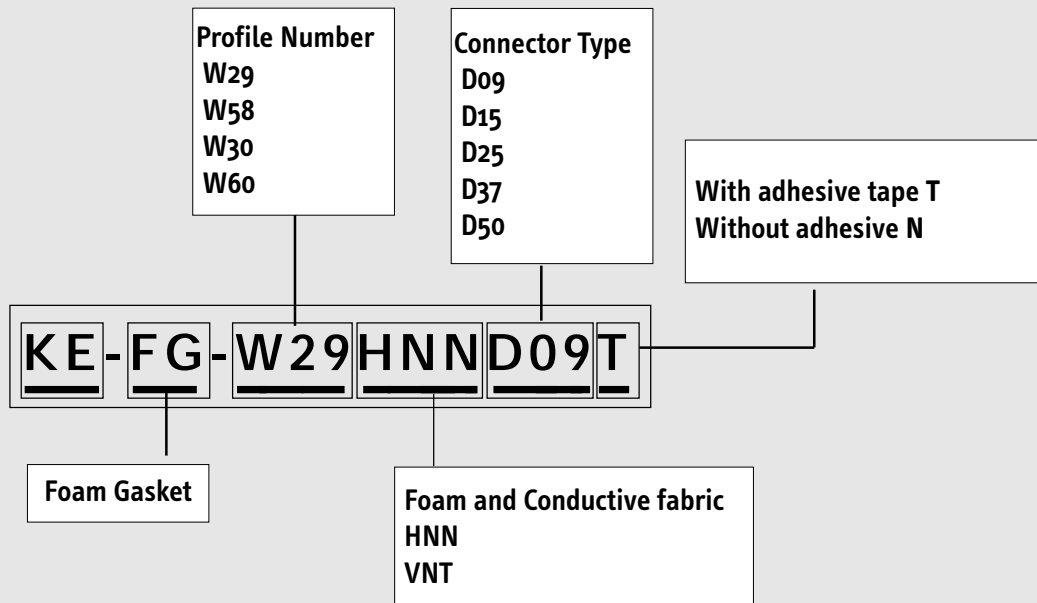 Profile Number
W29
W58
W30
W60
Connector Type
D09
D15
D25
D37
D50
With adhesive tape T
Without adhesive N
KE-FG-W29HNND09T
Foam Gasket
Foam and Conductive fabric
HNN
VNT